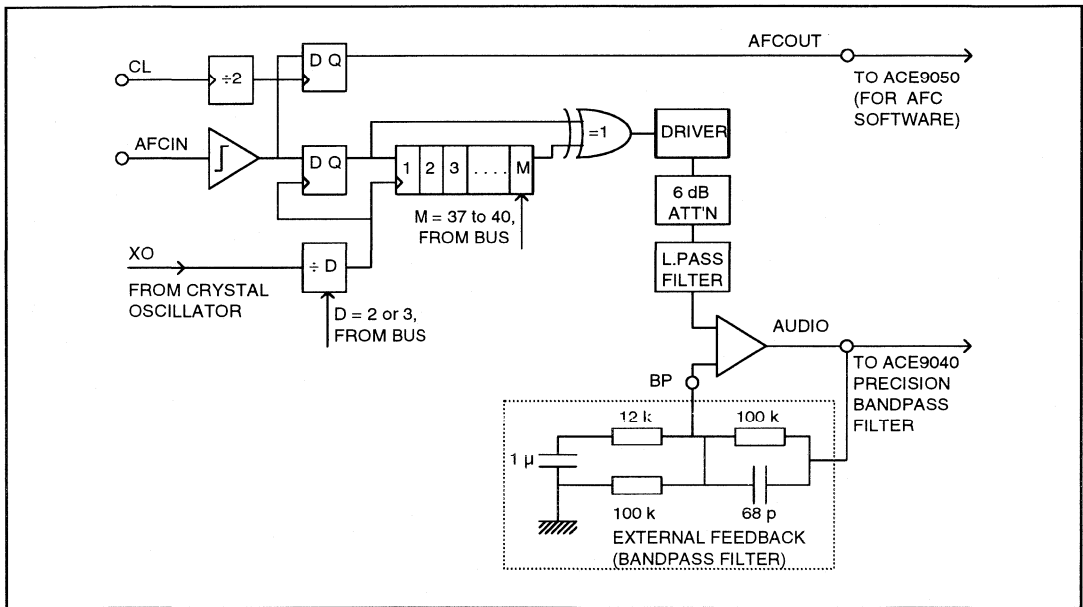 AFCOUT
CL
÷2
D Q
TO ACE9050
(FOR AFC
SOFTWARE)
AFCIN
D Q
1 2 3 .... M
=1
DRIVER
M = 37 to 40,
FROM BUS
6 dB
ATT'N
XO
÷ D
L.PASS
FILTER
FROM CRYSTAL
OSCILLATOR
D = 2 or 3,
FROM BUS
AUDIO
TO ACE9040
PRECISION
BANDPASS
FILTER
BP
12 k
100 k
1 µ
100 k
68 p
EXTERNAL FEEDBACK
(BANDPASS FILTER)